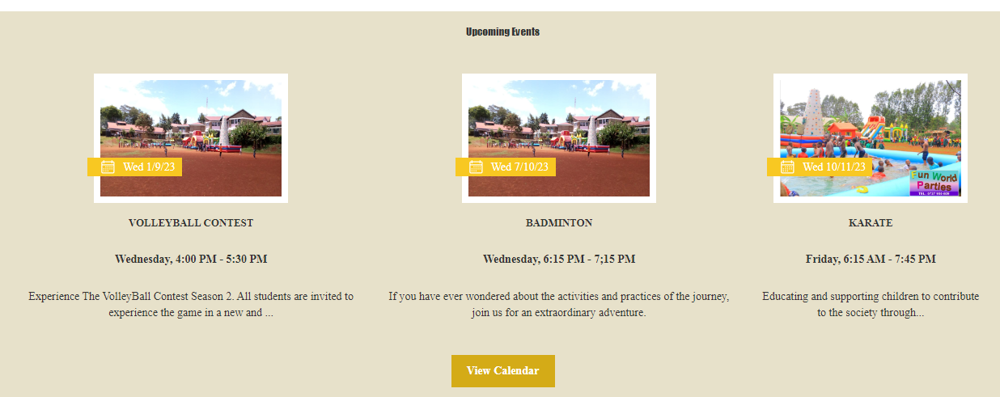 Upcoming Events
Wed 1/9/23
Wed 7/10/23
Wed 10/11/23
Fun World
Parties
VOLLEYBALL CONTEST
Wednesday, 4:00 PM - 5:30 PM
Experience The VolleyBall Contest Season 2. All students are invited to
experience the game in a new and ...
BADMINTON
Wednesday, 6:15 PM - 7;15 PM
If you have ever wondered about the activities and practices of the journey,
join us for an extraordinary adventure.
KARATE
Friday, 6:15 AM - 7:45 PM
Educating and supporting children to contribute
to the society through...
View Calendar